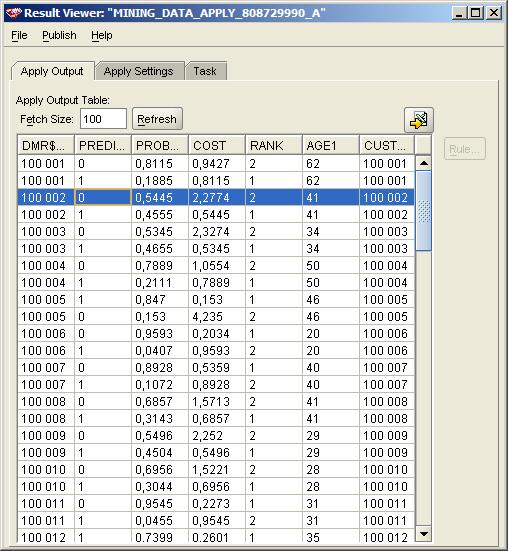 Result Viewer: "MINING_DATA_APPLY_808729990_A"
File Publish Help
Apply Output Apply Settings Task
Apply Output Table:
Fetch Size: 100 Refresh
Rule...
DMR$... PREDI... PROB... COST RANK AGE1 CUST...
100 001 0 0,8115 0,9427 2 62 100 001
100 001 1 0,1885 0,8115 1 62 100 001
100 002 0 0,5445 2,2774 2 41 100 002
100 002 1 0,4555 0,5445 1 41 100 002
100 003 0 0,5345 2,3274 2 34 100 003
100 003 1 0,4655 0,5345 1 34 100 003
100 004 0 0,7889 1,0554 2 50 100 004
100 004 1 0,2111 0,7889 1 50 100 004
100 005 1 0,847 0,153 1 46 100 005
100 005 0 0,153 4,235 2 46 100 005
100 006 0 0,9593 0,2034 1 20 100 006
100 006 1 0,0407 0,9593 2 20 100 006
100 007 0 0,8928 0,5359 1 40 100 007
100 007 1 0,1072 0,8928 2 40 100 007
100 008 0 0,6857 1,5713 2 41 100 008
100 008 1 0,3143 0,6857 1 41 100 008
100 009 0 0,5496 2,252 2 29 100 009
100 009 1 0,4504 0,5496 1 29 100 009
100 010 0 0,6956 1,5221 2 28 100 010
100 010 1 0,3044 0,6956 1 28 100 010
100 011 0 0,9545 0,2273 1 31 100 011
100 011 1 0,0455 0,9545 2 31 100 011
100 012 1 0,7399 0,2601 1 35 100 012